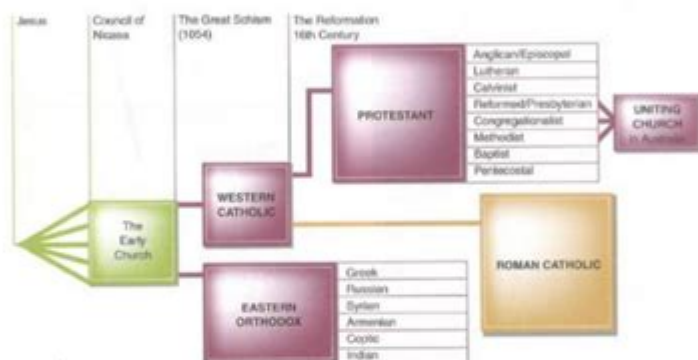 Jesus
Council of
Nicaea
The Great Schism
(1054)
The Reformation
16th Century
PROTESTANT
Anglican/Episcopal
Lutheran
Calvinist
Reformed/Presbyterian
Congregationalist
Methodist
Baptist
Pentecostal
UNITING
CHURCH
in Australia
The
Early
Church
WESTERN
CATHOLIC
ROMAN CATHOLIC
EASTERN
ORTHODOX
Greek
Russian
Syrian
Armenian
Coptic
Indian